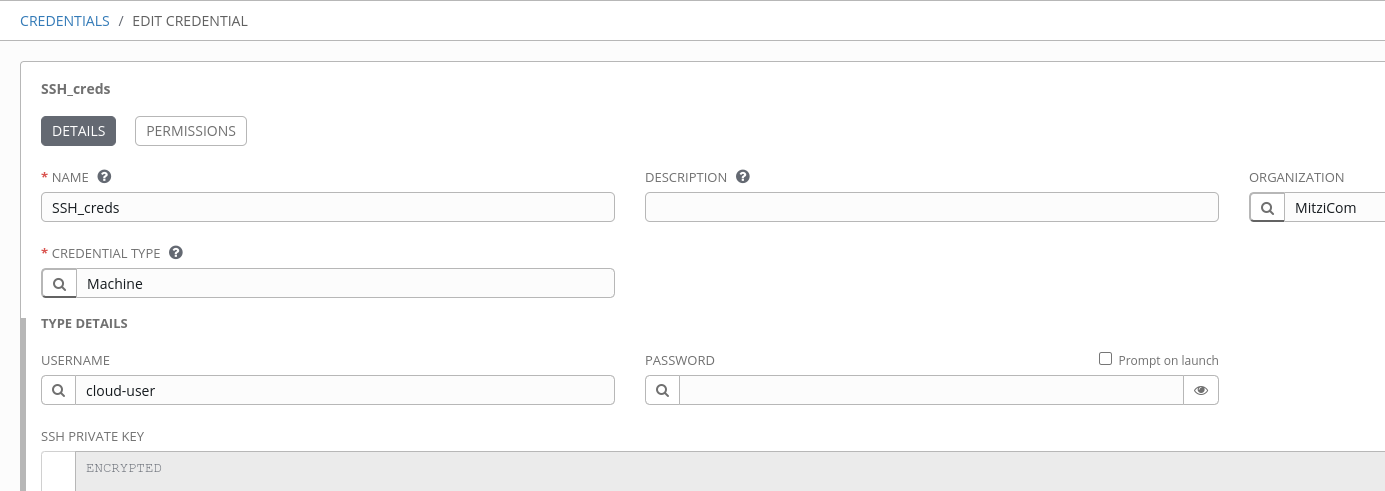 CREDENTIALS / EDIT CREDENTIAL
SSH_creds
DETAILS PERMISSIONS
* NAME ? DESCRIPTION ? ORGANIZATION
SSH_creds MitziCom
* CREDENTIAL TYPE ?
Machine
TYPE DETAILS
USERNAME PASSWORD Prompt on launch
cloud-user
SSH PRIVATE KEY
ENCRYPTED